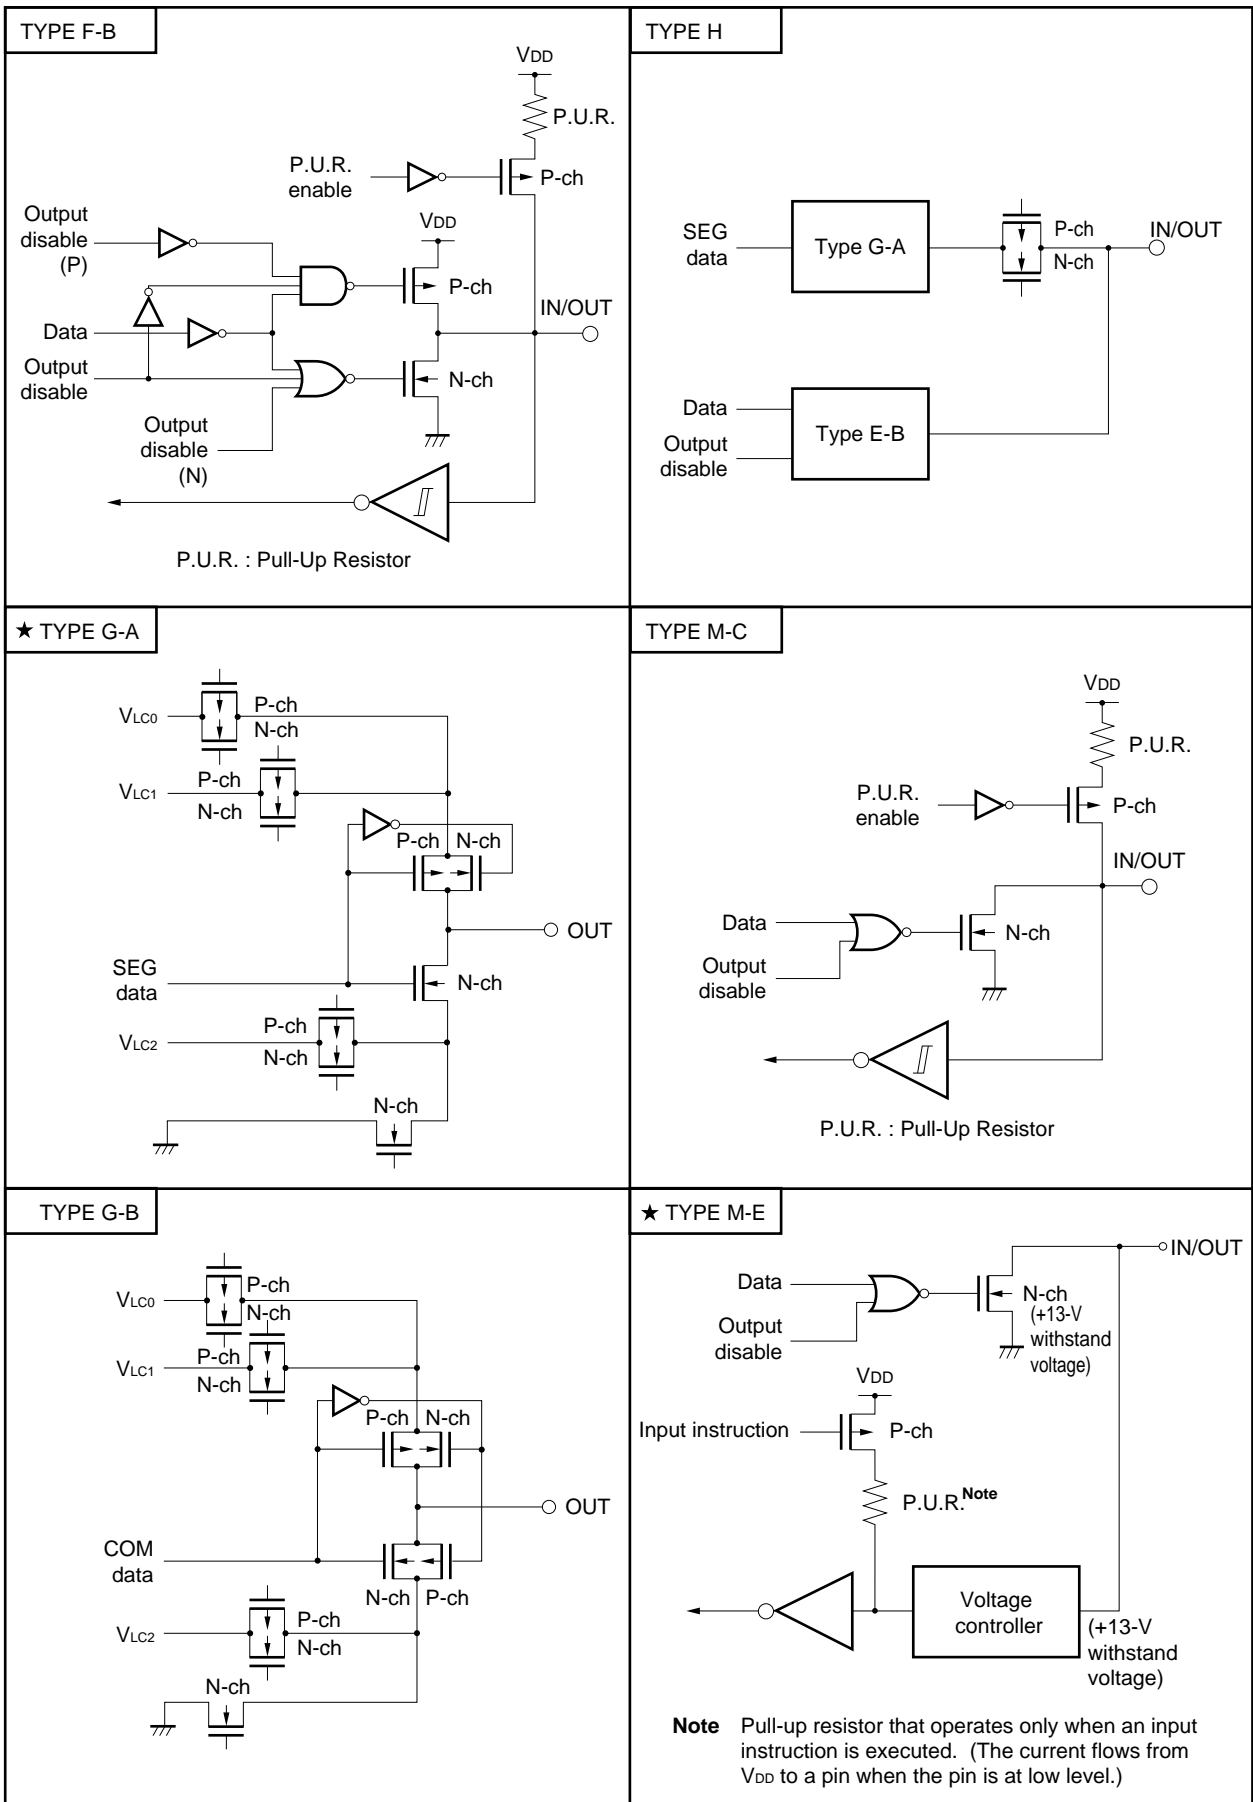 TYPE F-B
VDD
P.U.R.
P.U.R.
enable
P-ch
Output
disable
(P)
VDD
P-ch
IN/OUT
Data
Output
disable
N-ch
Output
disable
(N)
P.U.R. : Pull-Up Resistor
TYPE H
SEG
data
Type G-A
P-ch
N-ch
IN/OUT
Data
Output
disable
Type E-B
★ TYPE G-A
VLC0
P-ch
N-ch
VLC1
P-ch
N-ch
P-ch N-ch
OUT
SEG
data
N-ch
VLC2
P-ch
N-ch
N-ch
TYPE M-C
VDD
P.U.R.
P.U.R.
enable
P-ch
IN/OUT
Data
Output
disable
N-ch
P.U.R. : Pull-Up Resistor
TYPE G-B
VLC0
P-ch
N-ch
VLC1
P-ch
N-ch
P-ch N-ch
OUT
COM
data
N-ch P-ch
VLC2
P-ch
N-ch
N-ch
★ TYPE M-E
IN/OUT
Data
Output
disable
N-ch
(+13-V
withstand
voltage)
VDD
Input instruction
P-ch
P.U.R.Note
Voltage
controller
(+13-V
withstand
voltage)
Note Pull-up resistor that operates only when an input
instruction is executed. (The current flows from
VDD to a pin when the pin is at low level.)